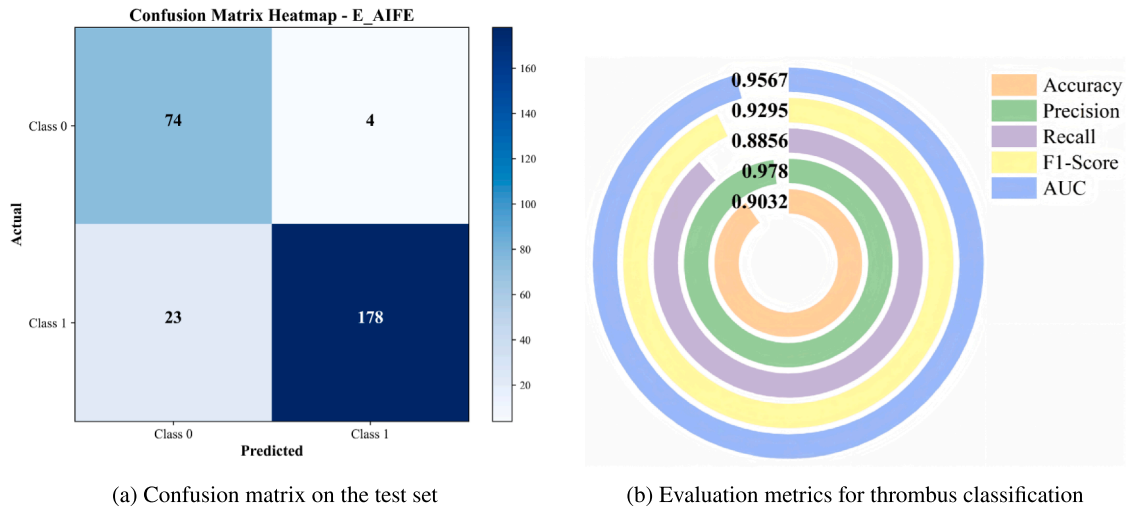 Confusion Matrix Heatmap - E_AIFE
Actual
Class 0
Class 1
74
4
23
178
Class 0
Class 1
Predicted
160
140
120
100
80
60
40
20
(a) Confusion matrix on the test set
0.9567
0.9295
0.8856
0.978
0.9032
Accuracy
Precision
Recall
F1-Score
AUC
(b) Evaluation metrics for thrombus classification